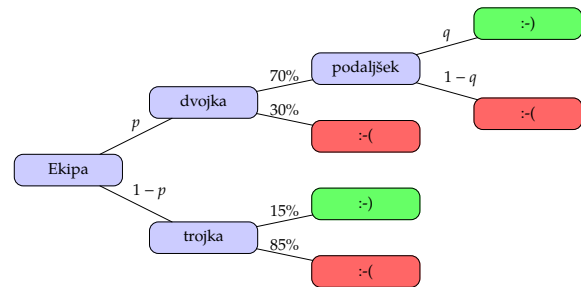 q
:-)
podaljšek
70%
1 − q
:-(
dvojka
30%
:-(
p
Ekipa
1 − p
15%
:-)
trojka
85%
:-(